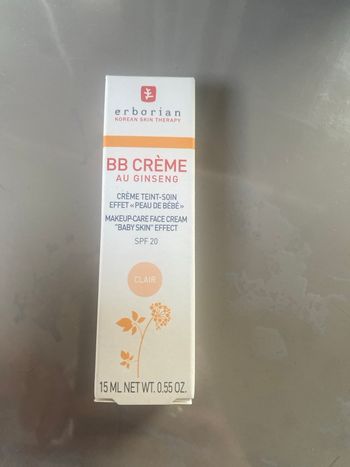 erborian
KOREAN SKIN THERAPY
BB CRÈME
AU GINSENG
CRÈME TEINT-SOIN
EFFET «PEAU DE BÉBÉ»
MAKEUP-CARE FACE CREAM
"BABY SKIN" EFFECT
SPF 20
CLAIR
15 ML NET WT. 0.55 OZ.